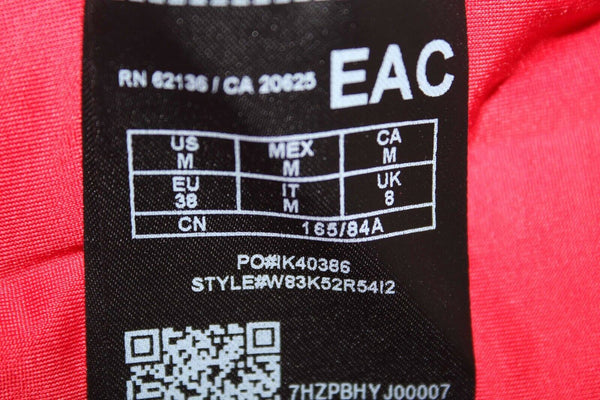 RN 62136 / CA 20625 EAC
US M MEX M CA M
EU 38 IT M UK 8
CN 165/84A
PO#IK40386
STYLE#W83K52R54I2
7HZPBHYJ00007